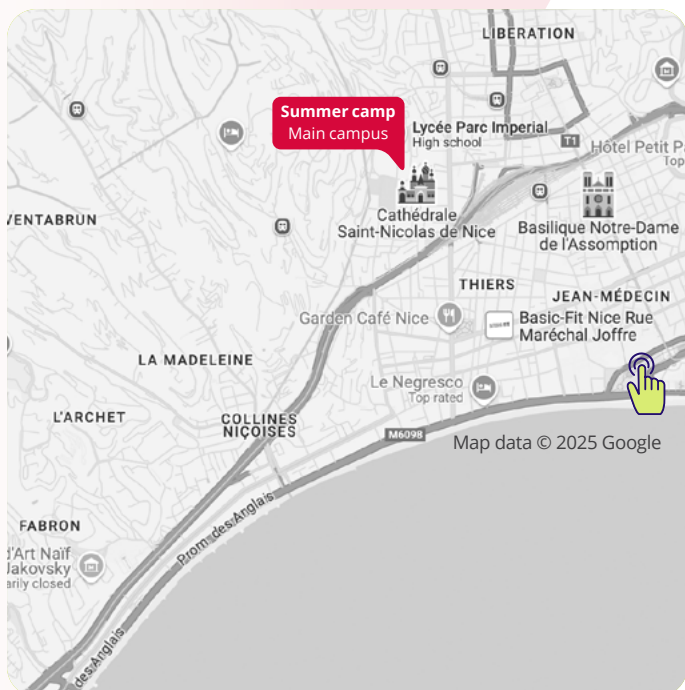 LIBERATION
Summer camp
Main campus
Lycée Parc Imperial
High school
T1
Hôtel Petit P
Top
Cathédrale
Saint-Nicolas de Nice
Basilique Notre-Dame
de l'Assomption
VENTABRUN
THIERS
JEAN-MÉDECIN
Garden Café Nice
Basic-Fit Nice Rue
Maréchal Joffre
LA MADELEINE
Le Negresco
Top rated
L'ARCHET
COLLINES
NIÇOISES
M6098
Map data © 2025 Google
Prom. des Anglais
FABRON
d'Art Naïf
Jakovsky
arily closed
des Anglais